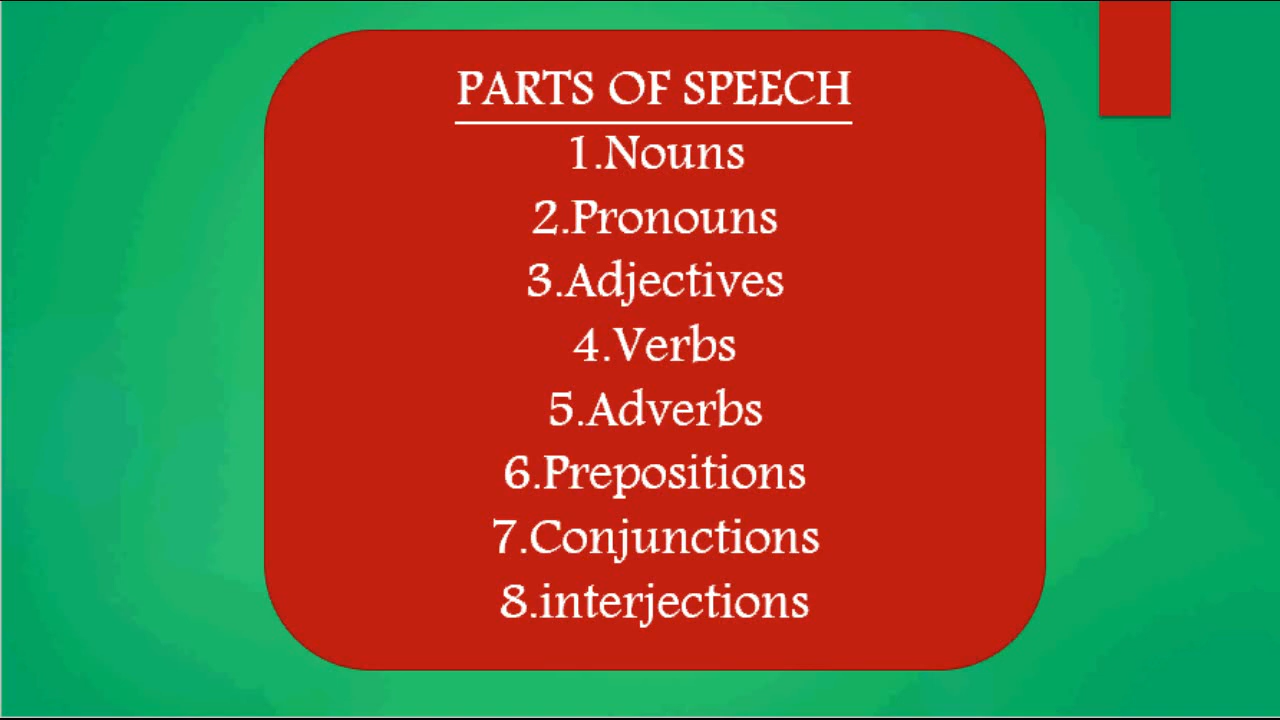 PARTS OF SPEECH
1.Nouns
2.Pronouns
3.Adjectives
4.Verbs
5.Adverbs
6.Prepositions
7.Conjunctions
8.interjections